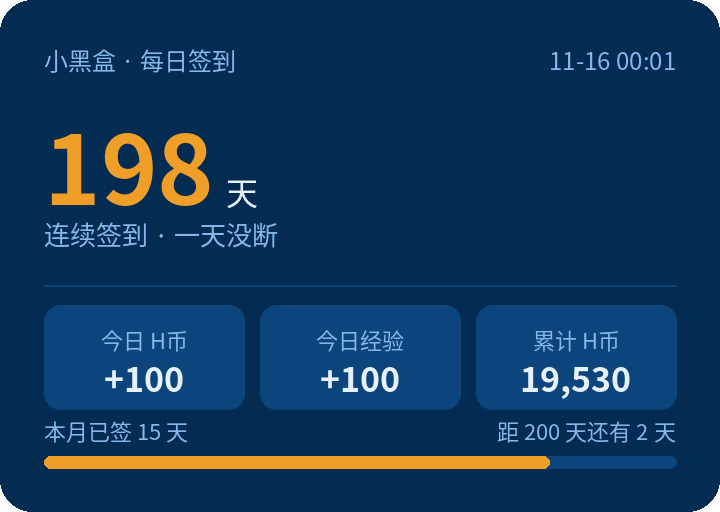 小黑盒 · 每日签到
11-16 00:01
198 天
连续签到 · 一天没断
今日 H币
+100
今日经验
+100
累计 H币
19,530
本月已签 15 天
距 200 天还有 2 天